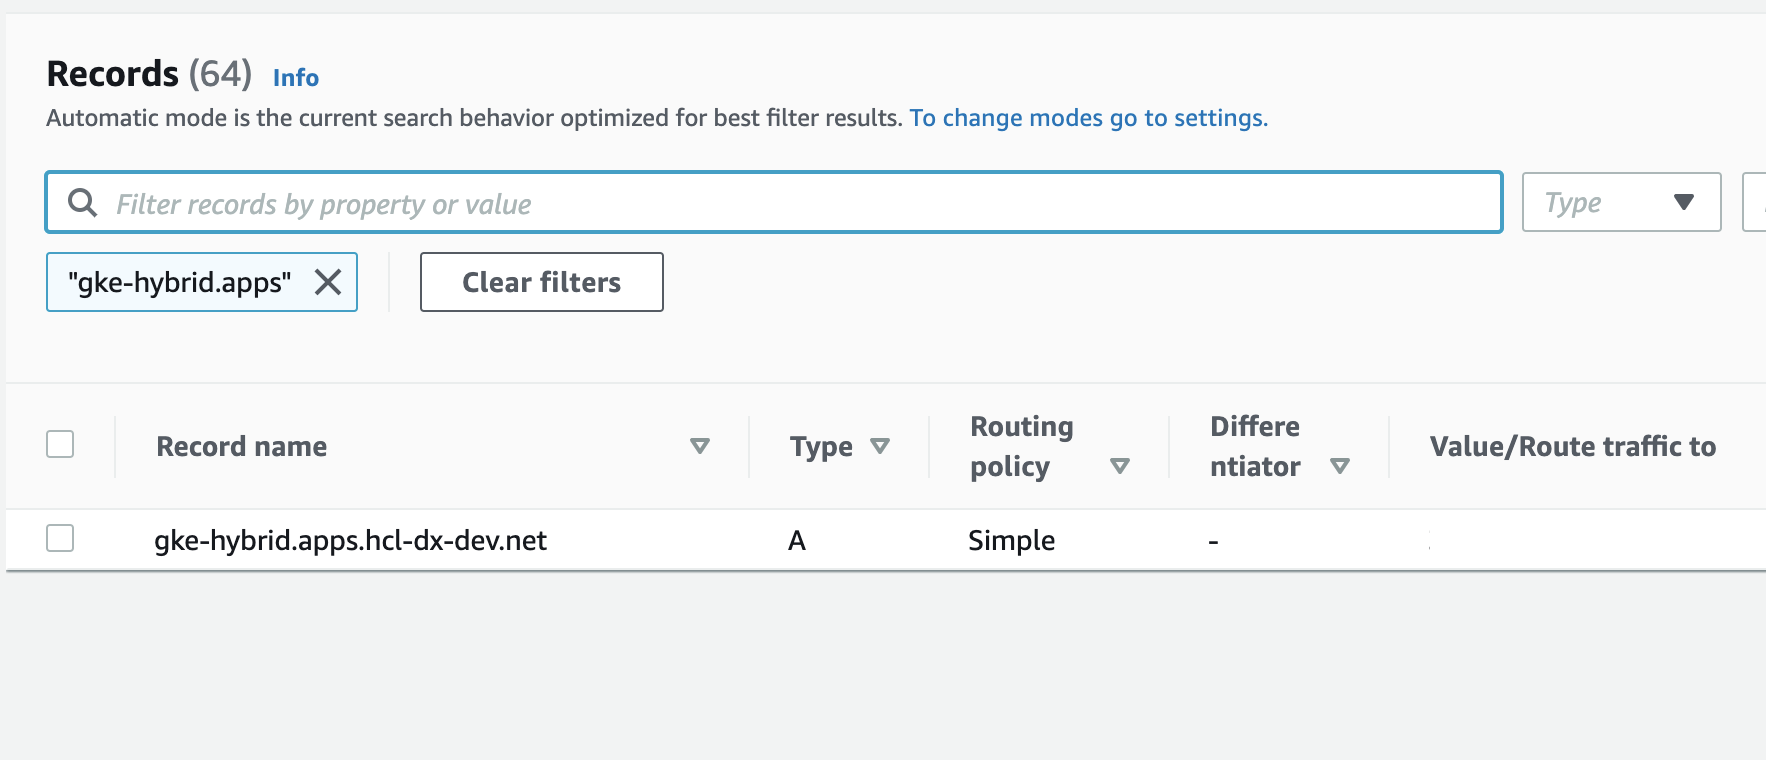 Records (64) Info
Automatic mode is the current search behavior optimized for best filter results. To change modes go to settings.
Filter records by property or value
Type
"gke-hybrid.apps"
Clear filters
Record name
Type
Routing
policy
Differe
ntiator
Value/Route traffic to
gke-hybrid.apps.hcl-dx-dev.net
A
Simple
-